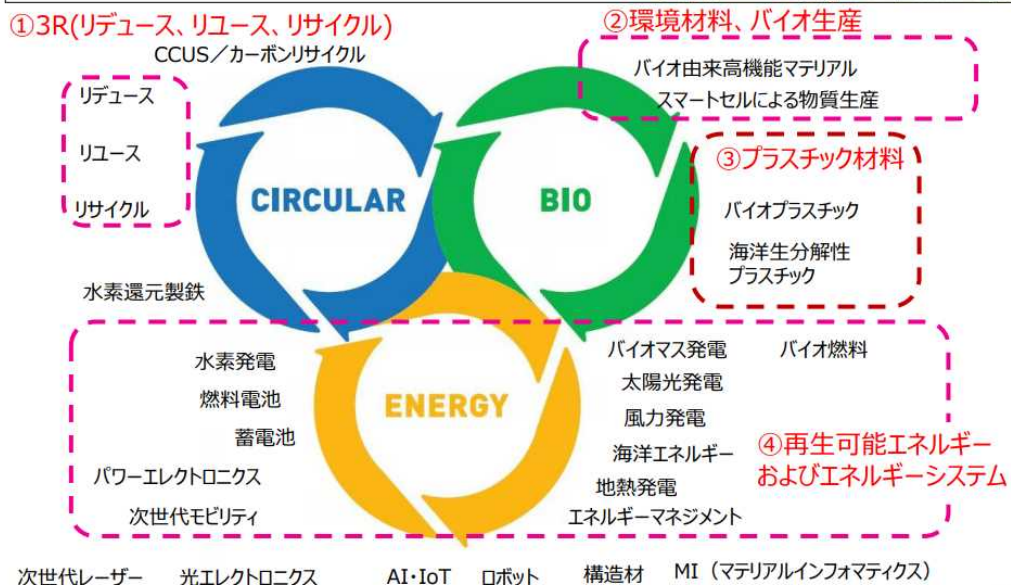 ①3R(リデュース、リユース、リサイクル)
②環境材料、バイオ生産
CCUS／カーボンリサイクル
バイオ由来高機能マテリアル
スマートセルによる物質生産
リデュース
リユース
リサイクル
③プラスチック材料
バイオプラスチック
海洋生分解性
プラスチック
CIRCULAR
BIO
水素還元製鉄
水素発電
燃料電池
蓄電池
パワーエレクトロニクス
次世代モビリティ
ENERGY
バイオマス発電
バイオ燃料
太陽光発電
風力発電
海洋エネルギー
地熱発電
エネルギーマネジメント
④再生可能エネルギー
およびエネルギーシステム
次世代レーザー 光エレクトロニクス AI・IoT ロボット 構造材 MI（マテリアルインフォマティクス）